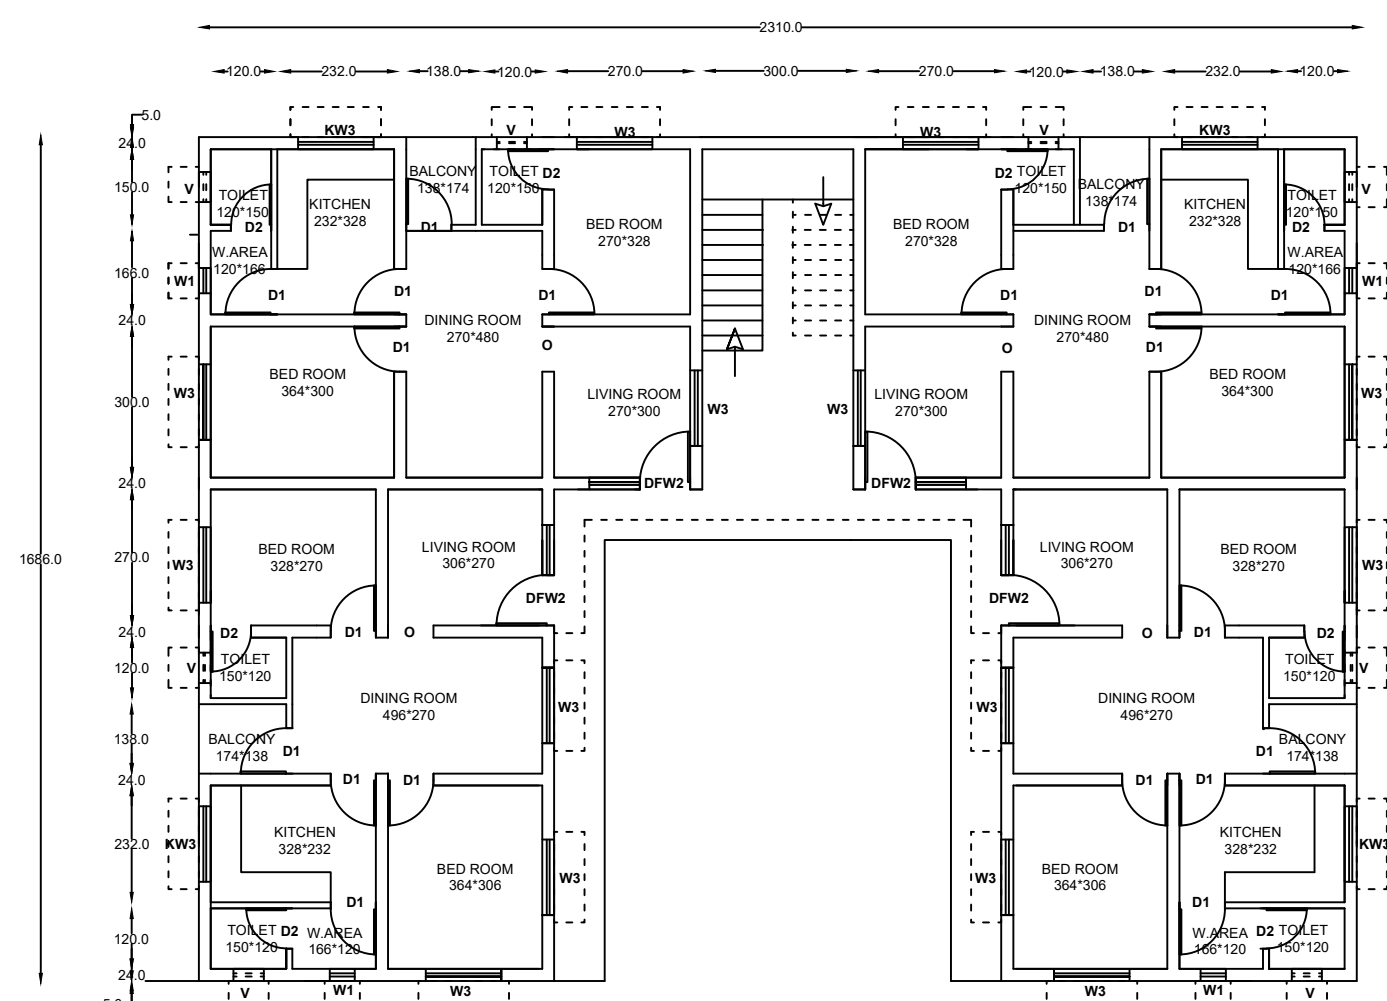 2310.0
120.0 232.0 138.0 120.0 270.0 300.0 270.0 120.0 138.0 232.0 120.0
5.0
KW3 V W3 W3 V KW3
24.0
BALCONY
138*174
TOILET
120*150
D2
D2
TOILET
120*150
BALCONY
138*174
150.0
V
TOILET
120*150
D2
KITCHEN
232*328
D1
BED ROOM
270*328
BED ROOM
270*328
D1
KITCHEN
232*328
TOILET
120*150
D2
V
166.0
W1
W.AREA
120*166
D1
D1
D1
D1
D1
D1
W.AREA
120*166
W1
24.0
DINING ROOM
270*480
DINING ROOM
270*480
D1
O
O
D1
300.0
W3
BED ROOM
364*300
LIVING ROOM
270*300
W3
W3
LIVING ROOM
270*300
BED ROOM
364*300
W3
24.0
DFW2
DFW2
1686.0
270.0
W3
BED ROOM
328*270
LIVING ROOM
306*270
LIVING ROOM
306*270
BED ROOM
328*270
W3
DFW2
DFW2
24.0
D2
D1
O
O
D1
D2
120.0
V
TOILET
150*120
TOILET
150*120
V
DINING ROOM
496*270
W3
W3
DINING ROOM
496*270
138.0
BALCONY
174*138
D1
D1
BALCONY
174*138
24.0
D1
D1
D1
D1
232.0
KW3
KITCHEN
328*232
BED ROOM
364*306
W3
W3
BED ROOM
364*306
KITCHEN
328*232
KW3
D1
D1
120.0
TOILET
150*120
D2
W.AREA
166*120
W.AREA
166*120
D2
TOILET
150*120
24.0
V W1 W3 W3 W1 V
5.0